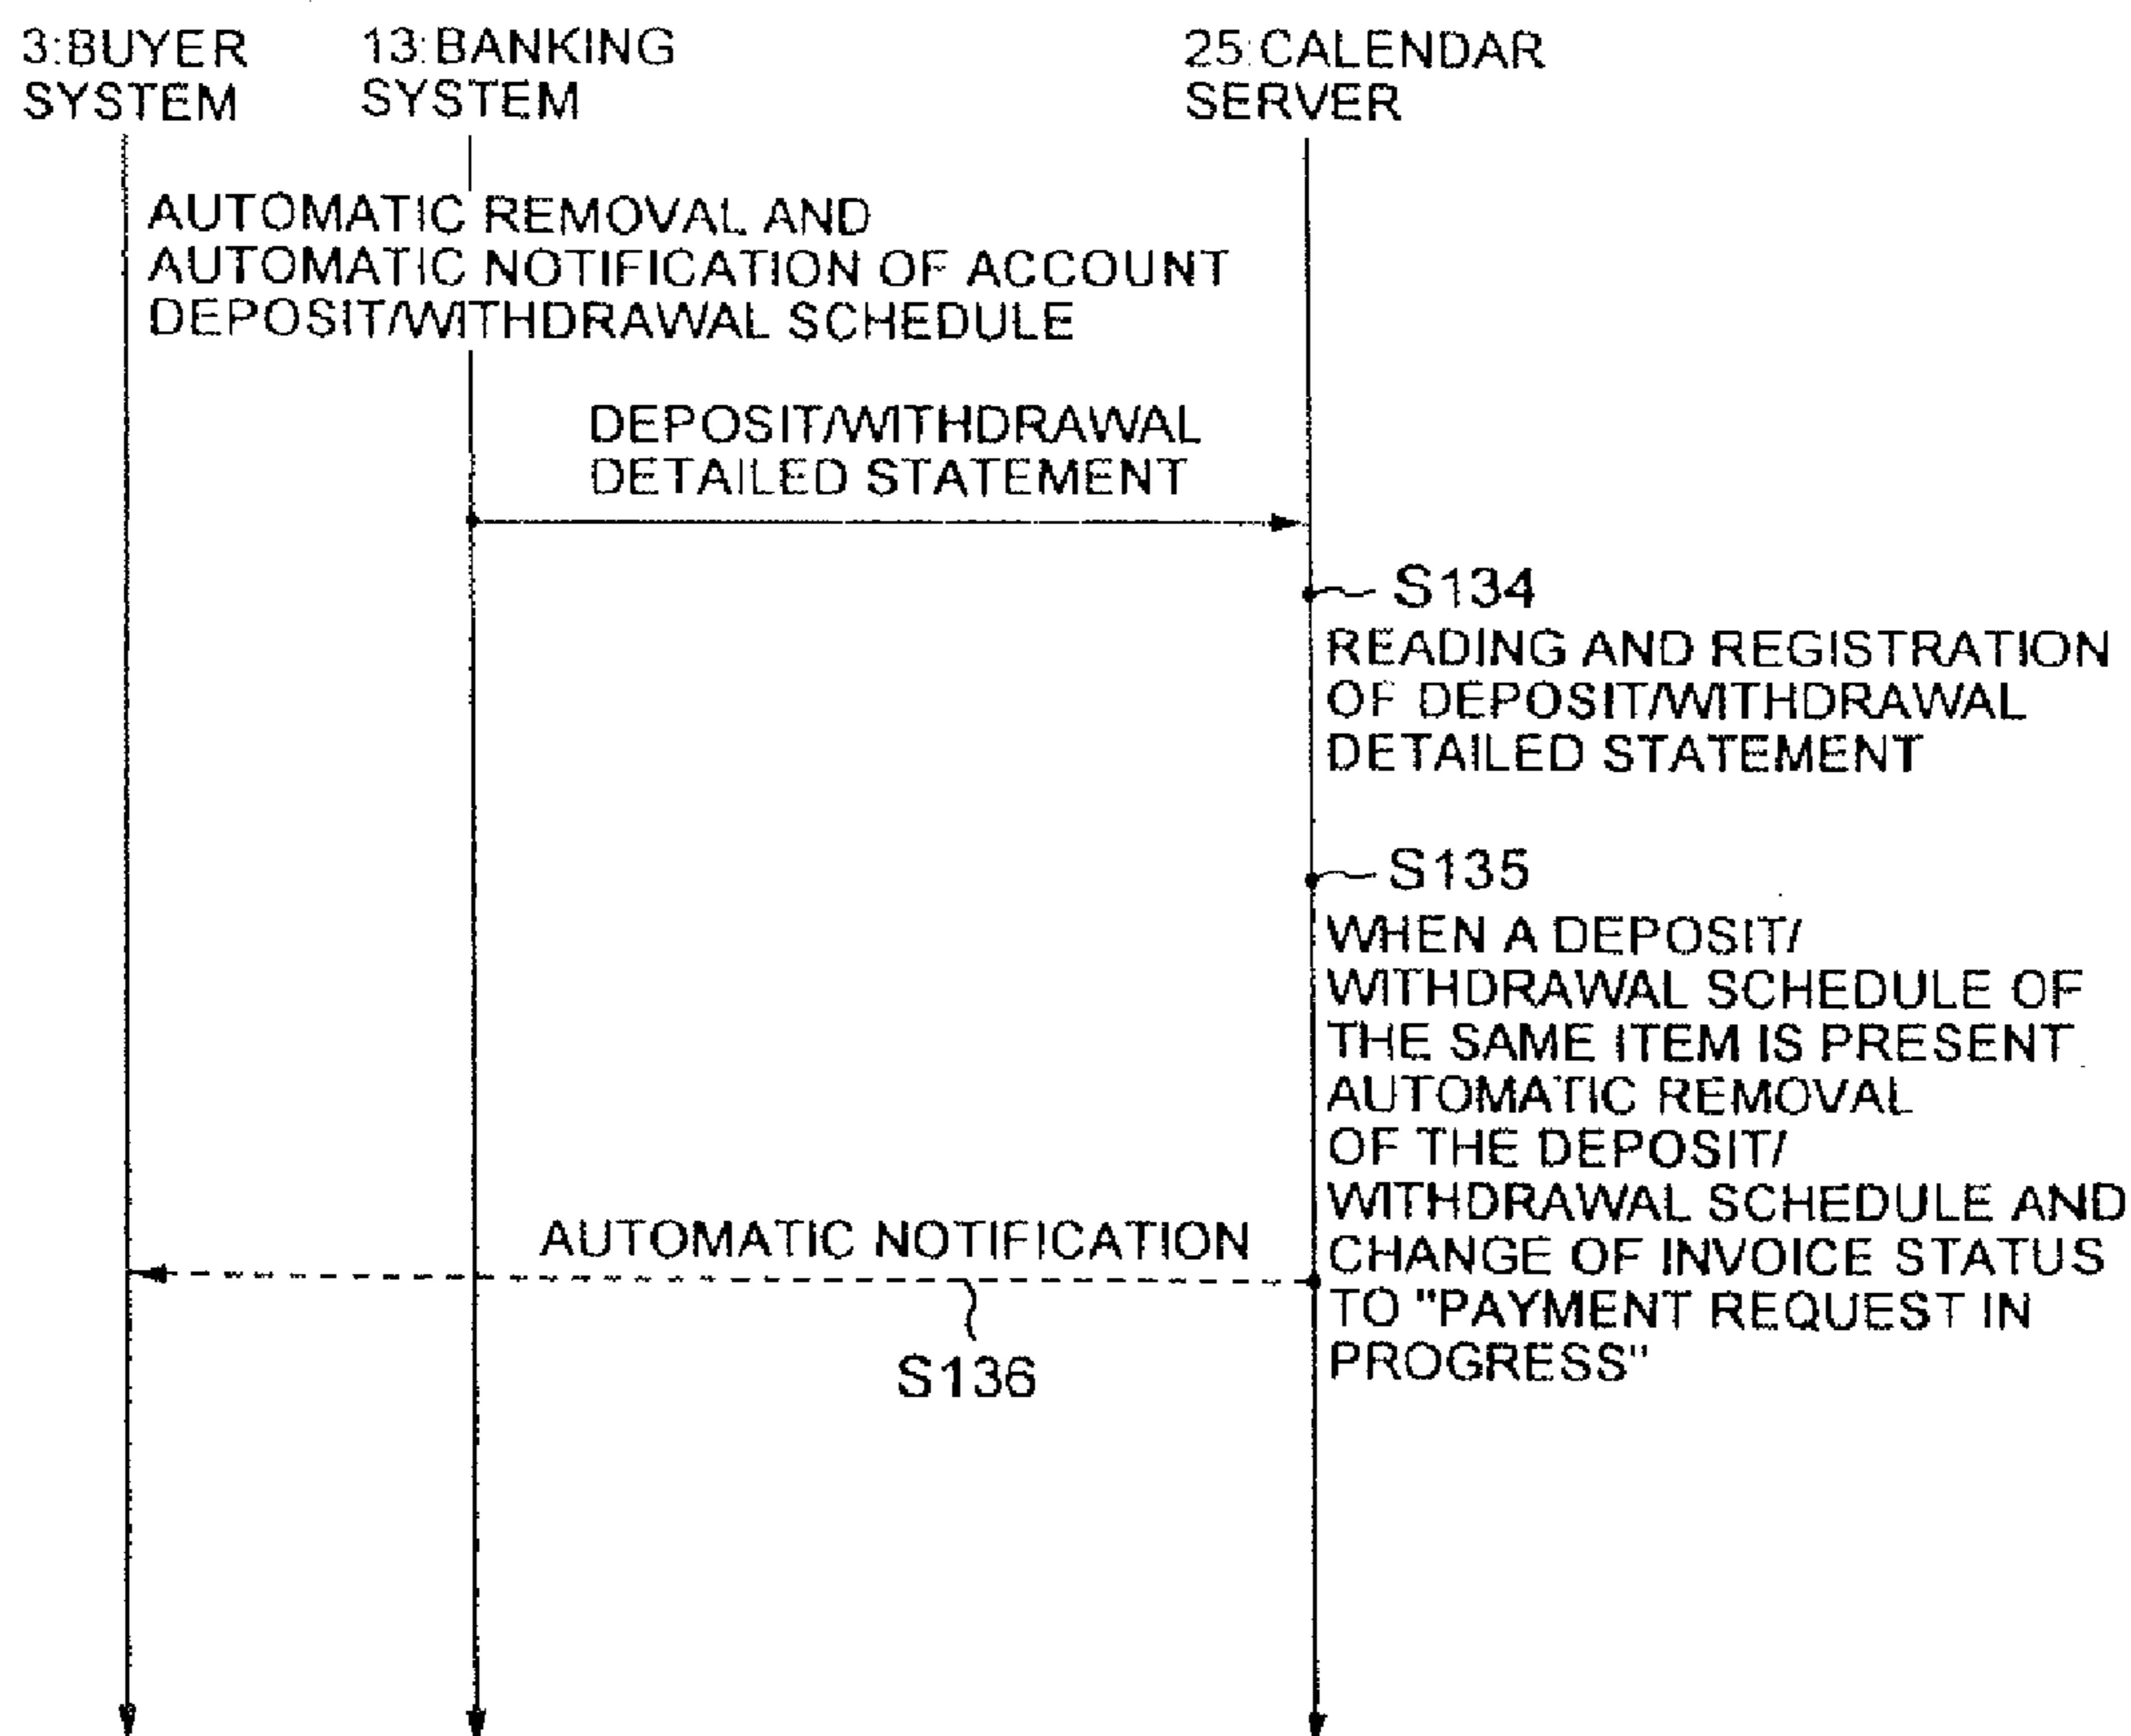 3:BUYER
SYSTEM
13:BANKING
SYSTEM
25:CALENDAR
SERVER
AUTOMATIC REMOVAL AND
AUTOMATIC NOTIFICATION OF ACCOUNT
DEPOSIT/WITHDRAWAL SCHEDULE
DEPOSIT/WITHDRAWAL
DETAILED STATEMENT
S134
READING AND REGISTRATION
OF DEPOSIT/WITHDRAWAL
DETAILED STATEMENT
S135
WHEN A DEPOSIT/
WITHDRAWAL SCHEDULE OF
THE SAME ITEM IS PRESENT
AUTOMATIC REMOVAL
OF THE DEPOSIT/
WITHDRAWAL SCHEDULE AND
CHANGE OF INVOICE STATUS
TO "PAYMENT REQUEST IN
PROGRESS"
AUTOMATIC NOTIFICATION
S136